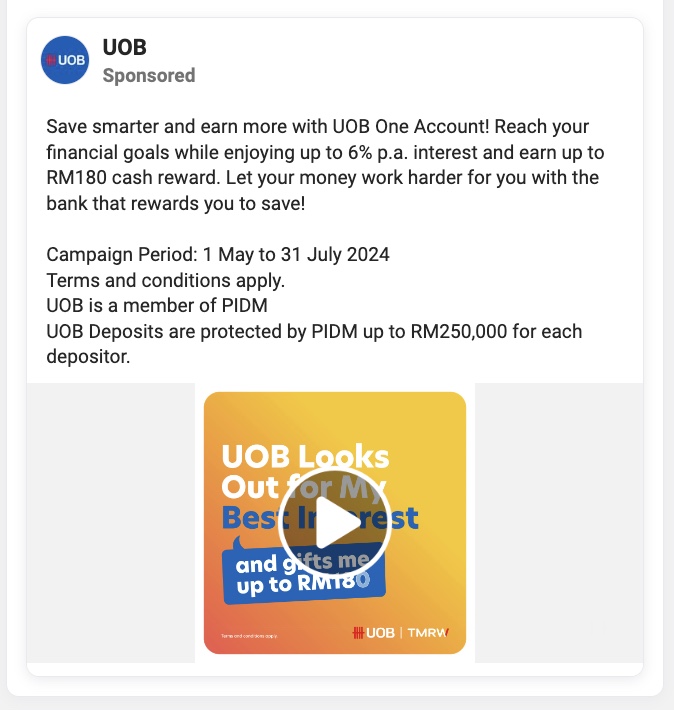 UOB
UOB
Sponsored
Save smarter and earn more with UOB One Account! Reach your
financial goals while enjoying up to 6% p.a. interest and earn up to
RM180 cash reward. Let your money work harder for you with the
bank that rewards you to save!
Campaign Period: 1 May to 31 July 2024
Terms and conditions apply.
UOB is a member of PIDM
UOB Deposits are protected by PIDM up to RM250,000 for each
depositor.
UOB Looks
Out for My
Best Interest
and gifts me
up to RM180
Terms and conditions apply.
UOB | TMRW